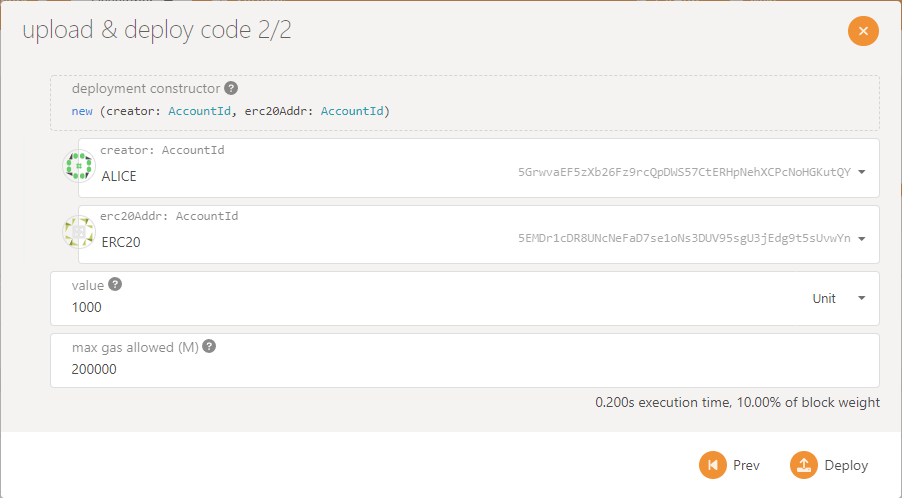 upload & deploy code 2/2
deployment constructor
new (creator: AccountId, erc20Addr: AccountId)
creator: AccountId
ALICE 5GrwvaEF5zXb26Fz9rcQpDWS57CtERHpNehXCPcNoHGKutQY
erc20Addr: AccountId
ERC20 5EMDr1cDR8UNcNeFaD7se1oNs3DUV95sgU3jEdg9t5sUvwYn
value
1000 Unit
max gas allowed (M)
200000
0.200s execution time, 10.00% of block weight
Prev Deploy